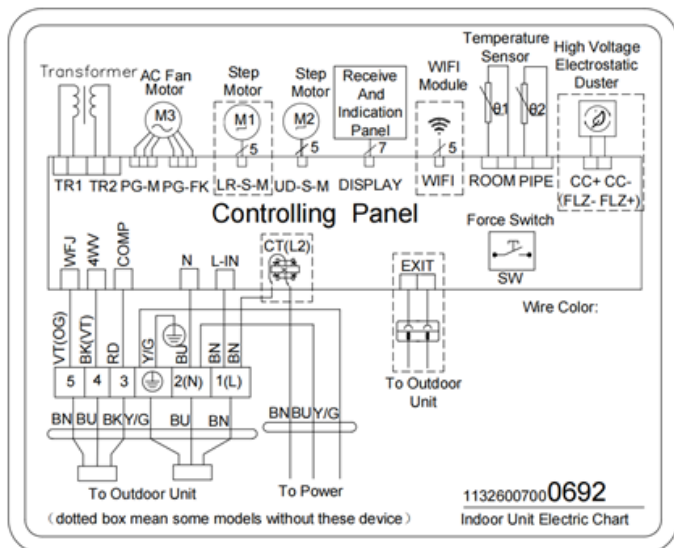 Transformer
AC Fan
Motor
Step
Motor
Step
Motor
Receive
And
Indication
Panel
WIFI
Module
Temperature
Sensor
High Voltage
Electrostatic
Duster
M3
M1
M2
θ1
θ2
5
5
7
5
TR1 TR2 PG-M PG-FK LR-S-M UD-S-M DISPLAY WIFI ROOM PIPE CC+ CC-
(FLZ- FLZ+)
Controlling Panel
Force Switch
SW
WFJ
4WV
COMP
N
L-IN
CT(L2)
EXIT
Wire Color:
VT(OG)
BK(VT)
RD
Y/G
BU
BN
BN
5 4 3 2(N) 1(L)
To Outdoor
Unit
BN BU BK Y/G BU BN
BN BU Y/G
To Outdoor Unit
To Power
11326007000692
(dotted box mean some models without these device)
Indoor Unit Electric Chart